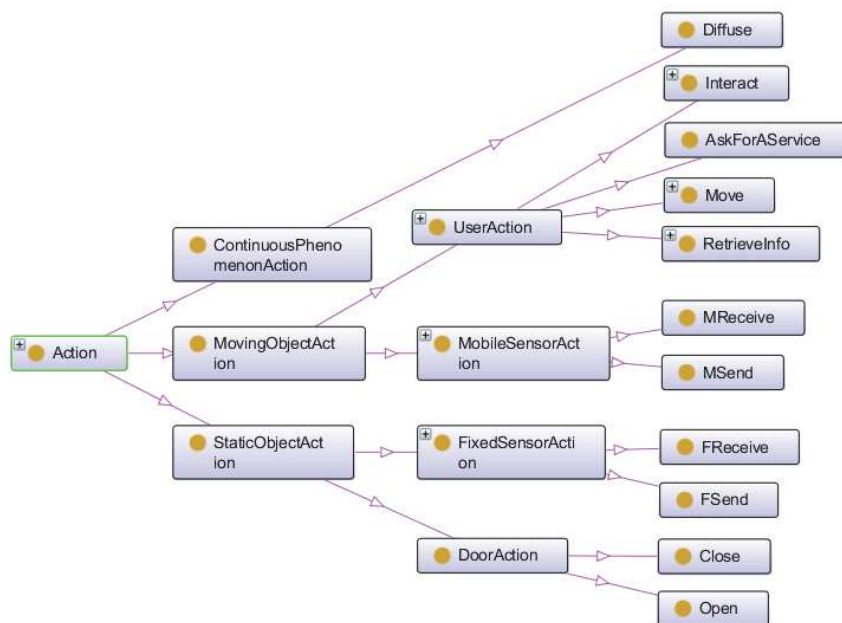 Diffuse
Interact
AskForAService
Move
UserAction
RetrieveInfo
ContinuousPheno
menonAction
MReceive
Action
MovingObjectAct
ion
MobileSensorAct
ion
MSend
StaticObjectAct
ion
FixedSensorActi
on
FReceive
FSend
DoorAction
Close
Open